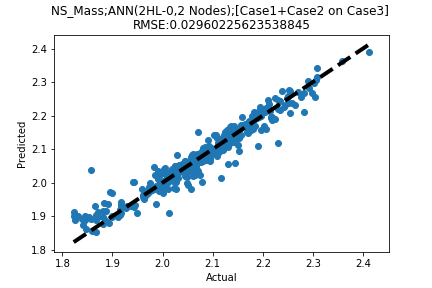 NS_Mass;ANN(2HL-0,2 Nodes);[Case1+Case2 on Case3]
RMSE:0.02960225623538845
2.4
2.3
2.2
2.1
2.0
1.9
1.8
Predicted
1.8 1.9 2.0 2.1 2.2 2.3 2.4
Actual